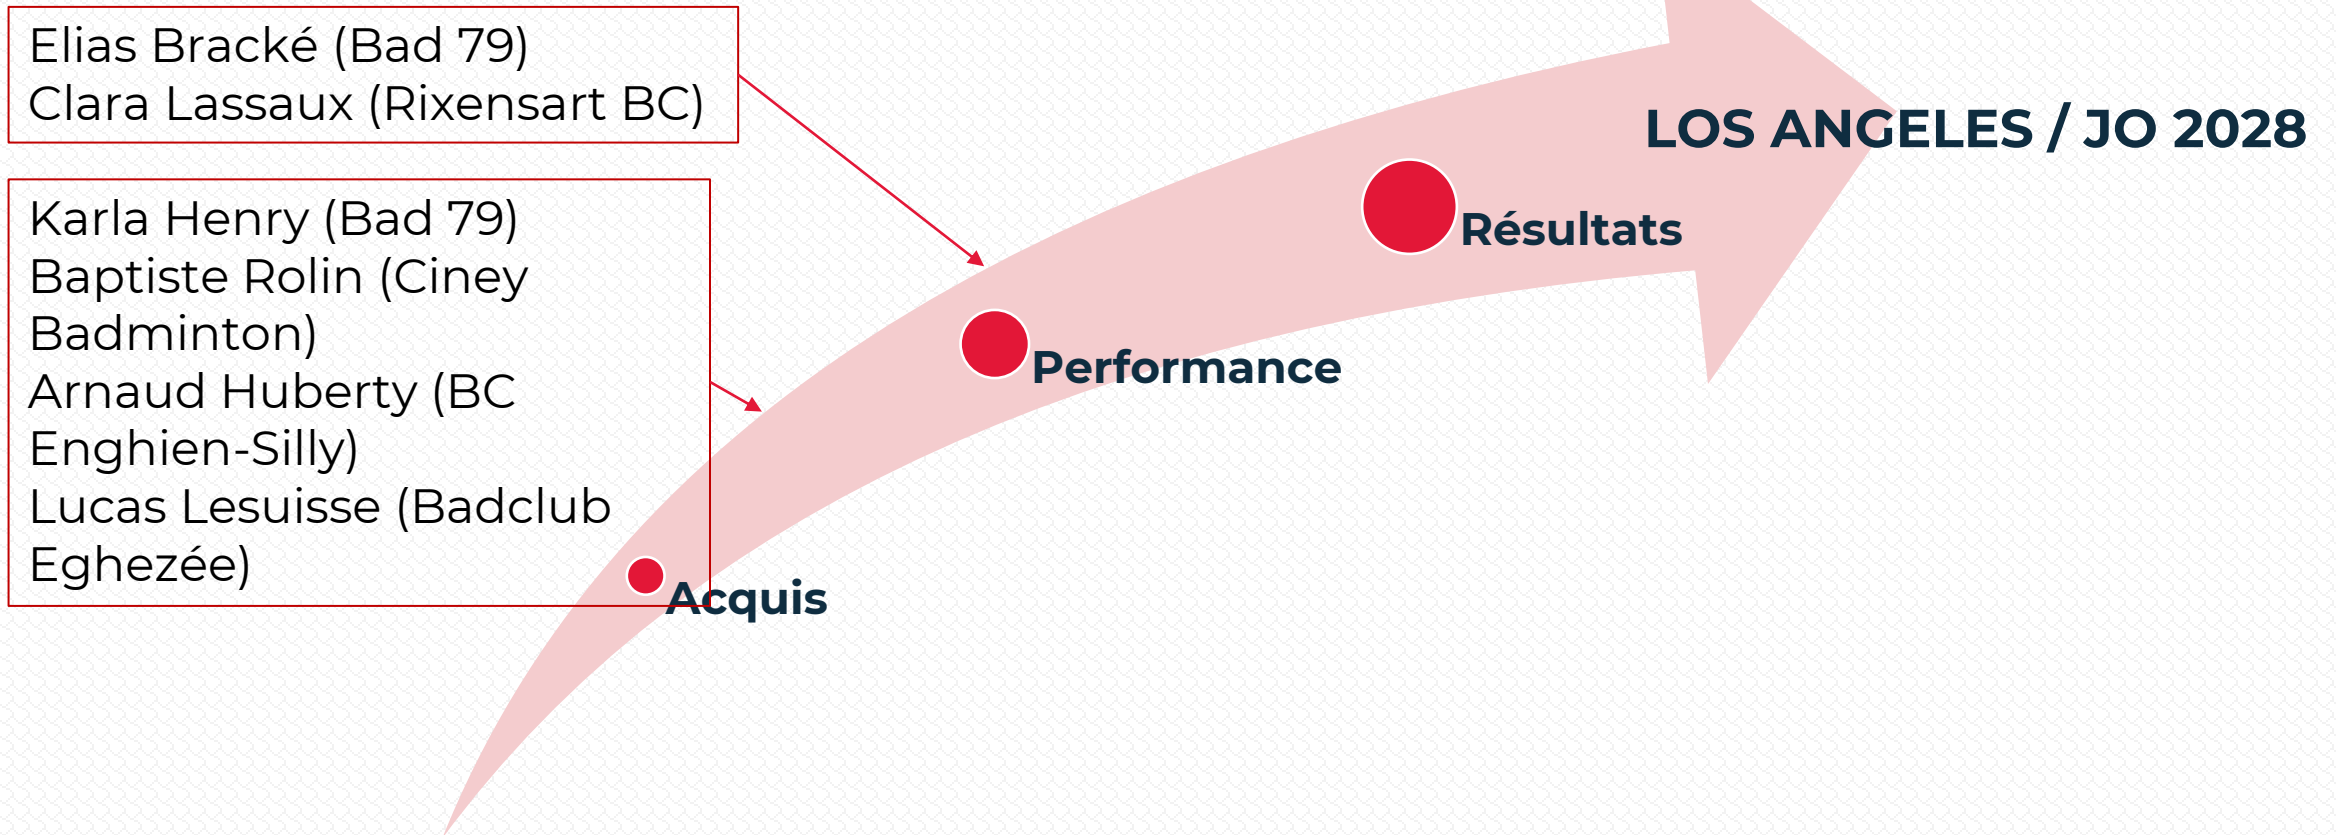 Elias Bracké (Bad 79)
Clara Lassaux (Rixensart BC)
Karla Henry (Bad 79)
Baptiste Rolin (Ciney
Badminton)
Arnaud Huberty (BC
Enghien-Silly)
Lucas Lesuisse (Badclub
Eghezée)
LOS ANGELES / JO 2028
Résultats
Performance
Acquis